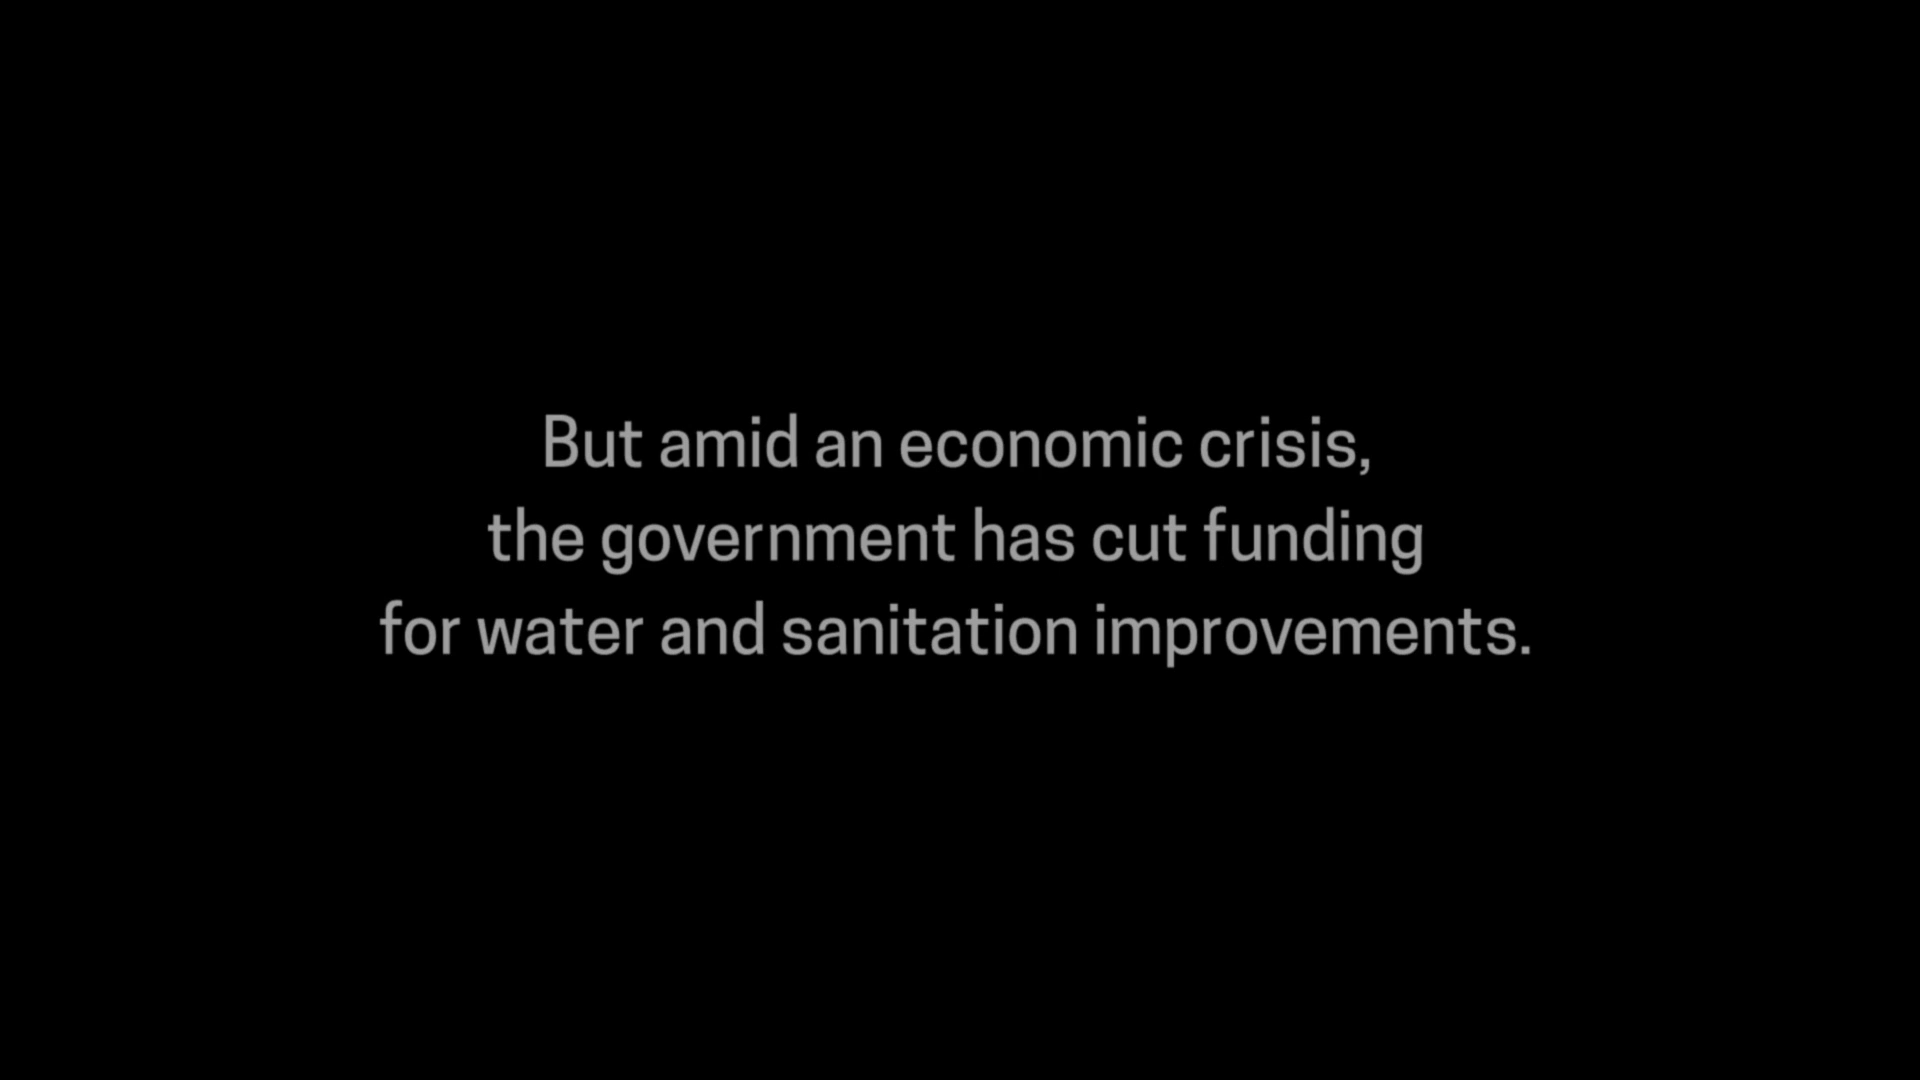 But amid an economic crisis,
the government has cut funding
for water and sanitation improvements.